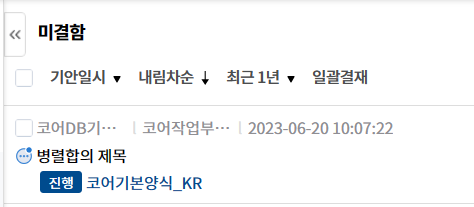 미결함
기안일시 ▼ 내림차순 ↓ 최근 1년 ▼ 일괄결재
코어DB기… 코어작업부… 2023-06-20 10:07:22
병렬합의 제목
진행 코어기본양식_KR